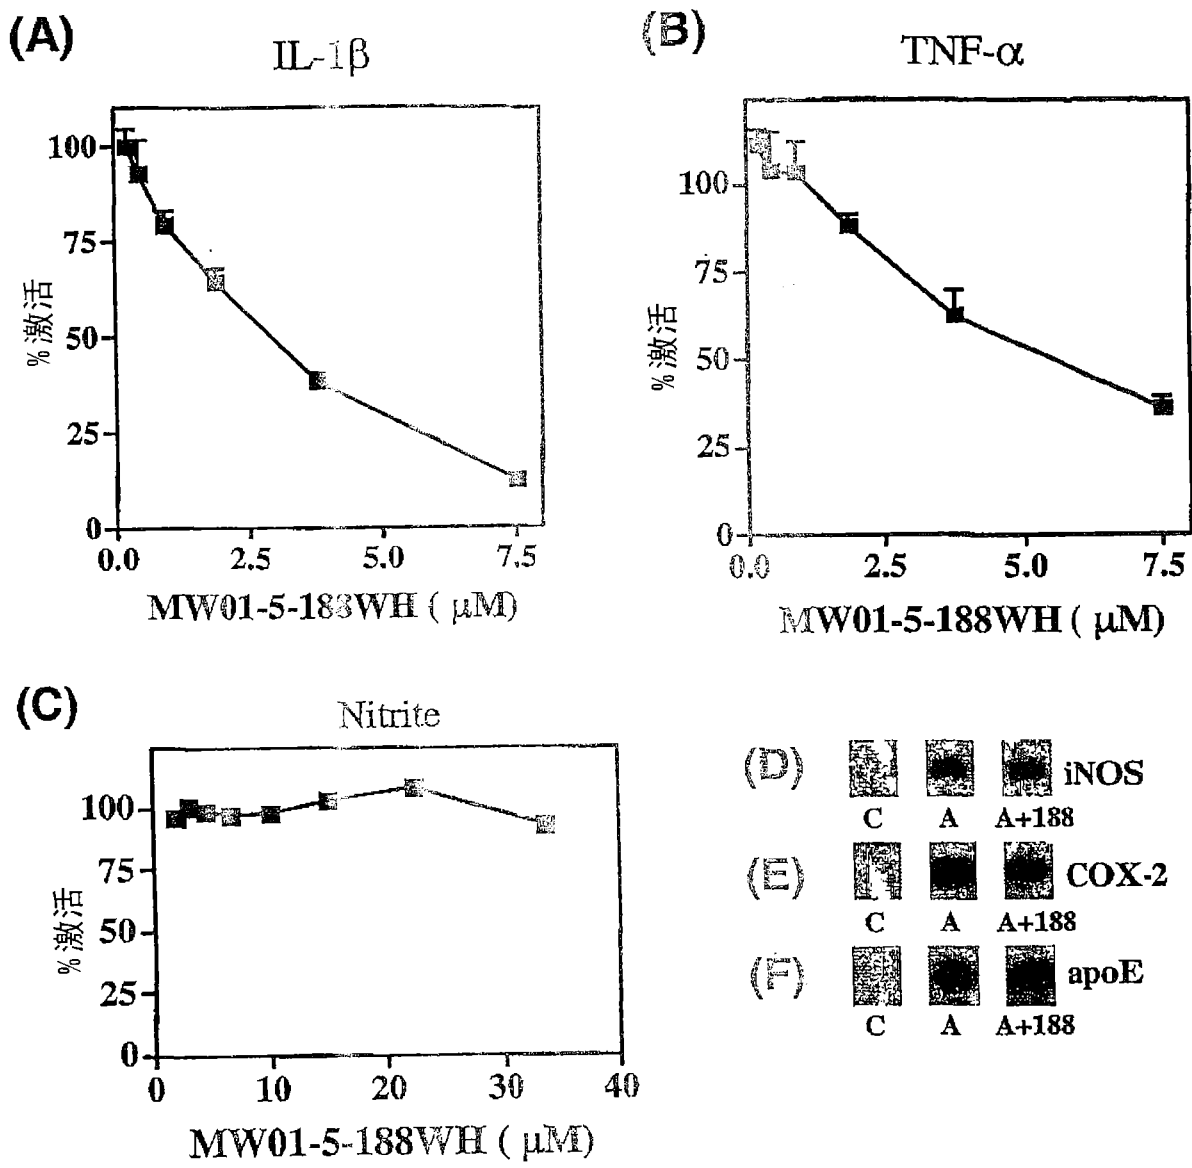 (A)
IL-1β
100
75
50
25
0
% 激活
0.0 2.5 5.0 7.5
MW01-5-188WH ( μM)
(B)
TNF-α
100
75
50
25
0
% 激活
0.0 2.5 5.0 7.5
MW01-5-188WH ( μM)
(C)
Nitrite
100
75
50
25
0
% 激活
0 10 20 30 40
MW01-5-188WH ( μM)
(D) iNOS
C A A+188
(E) COX-2
C A A+188
(F) apoE
C A A+188